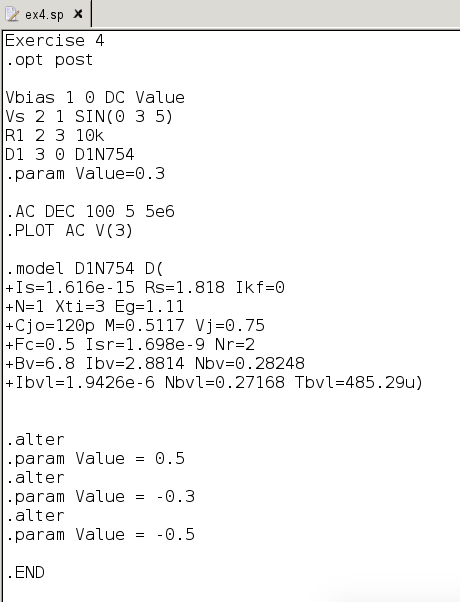 ex4.sp
Exercise 4
.opt post
Vbias 1 0 DC Value
Vs 2 1 SIN(0 3 5)
R1 2 3 10k
D1 3 0 D1N754
.param Value=0.3
.AC DEC 100 5 5e6
.PLOT AC V(3)
.model D1N754 D(
+Is=1.616e-15 Rs=1.818 Ikf=0
+N=1 Xti=3 Eg=1.11
+Cjo=120p M=0.5117 Vj=0.75
+Fc=0.5 Isr=1.698e-9 Nr=2
+Bv=6.8 Ibv=2.8814 Nbv=0.28248
+Ibvl=1.9426e-6 Nbvl=0.27168 Tbvl=485.29u)
.alter
.param Value = 0.5
.alter
.param Value = -0.3
.alter
.param Value = -0.5
.END